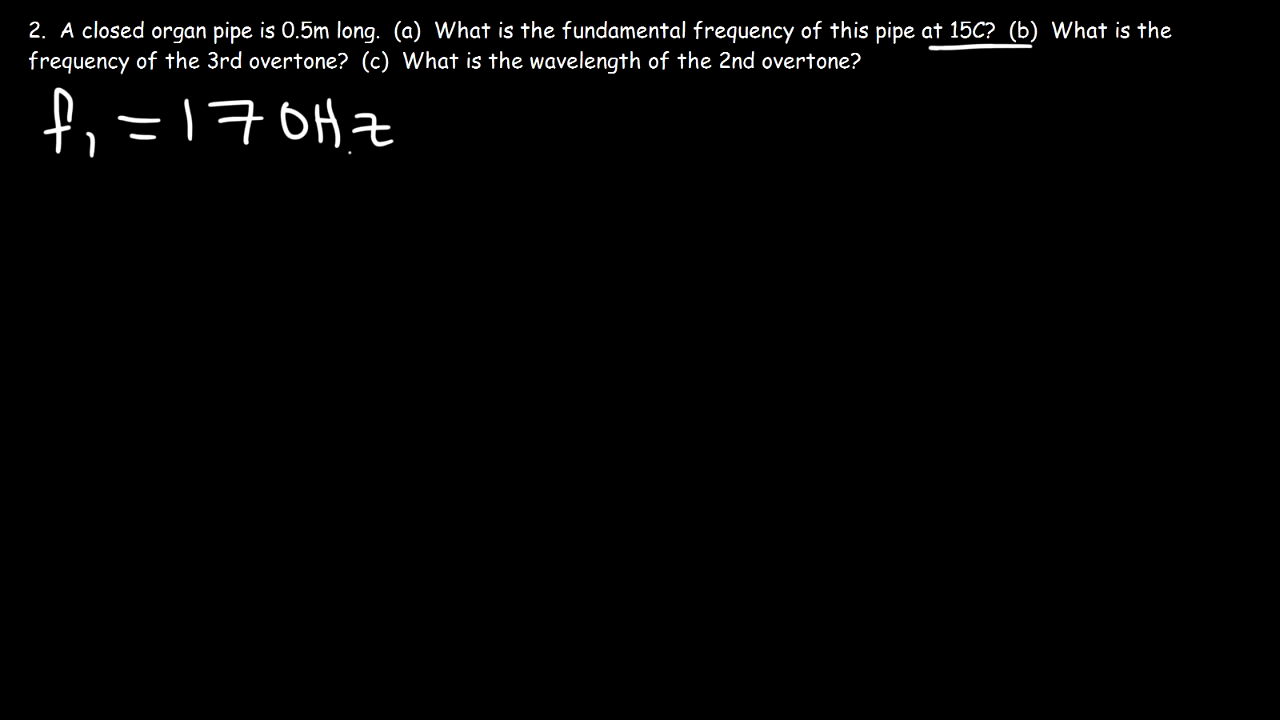 2. A closed organ pipe is 0.5m long. (a) What is the fundamental frequency of this pipe at 15C? (b) What is the
frequency of the 3rd overtone? (c) What is the wavelength of the 2nd overtone?
f₁ = 170Hz